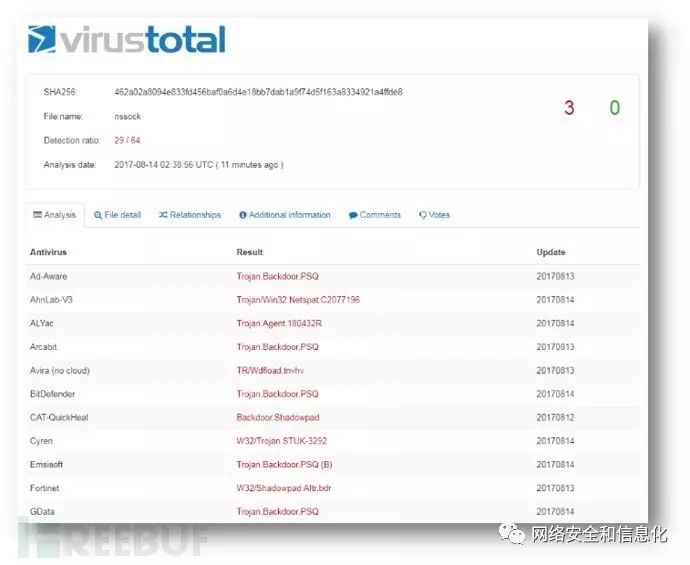 virustotal
SHA256: 462a02a8094e833fd456baf0a6d4e18bb7dab1a9f74d5f163a8334921a4ffde8
3 0
File name: nssock
Detection ratio: 29 / 64
Analysis date: 2017-08-14 02:38:56 UTC ( 11 minutes ago )
Analysis File detail Relationships Additional information Comments Votes
Antivirus Result Update
Ad-Aware Trojan.Backdoor.PSQ 20170813
AhnLab-V3 Trojan/Win32.Netspat.C2077196 20170814
ALYac Trojan.Agent.180432R 20170814
Arcabit Trojan.Backdoor.PSQ 20170813
Avira (no cloud) TR/Wdfload.tnvhv 20170813
BitDefender Trojan.Backdoor.PSQ 20170814
CAT-QuickHeal Backdoor.Shadowpad 20170812
Cyren W32/Trojan.STUK-3292 20170814
Emsisoft Trojan.Backdoor.PSQ (B) 20170814
Fortinet W32/Shadowpad.A!tr.bdr 20170813
GData Trojan.Backdoor.PSQ 20170814
FREEBUF
网络安全和信息化